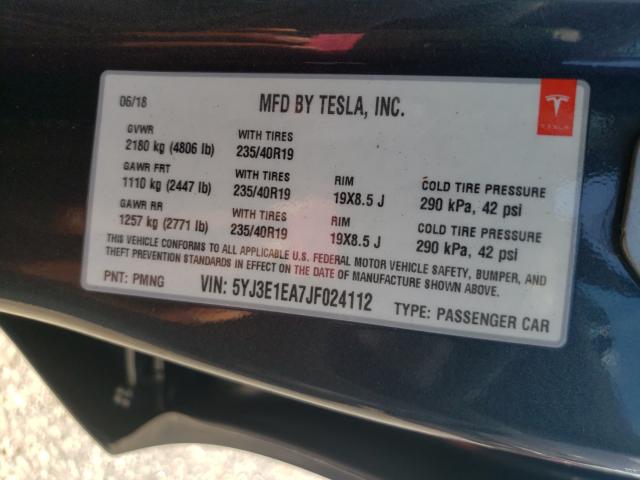 06/18 MFD BY TESLA, INC.
TESLA
GVWR WITH TIRES
2180 kg (4806 lb) 235/40R19
GAWR FRT WITH TIRES RIM COLD TIRE PRESSURE
1110 kg (2447 lb) 235/40R19 19X8.5 J 290 kPa, 42 psi
GAWR RR WITH TIRES RIM COLD TIRE PRESSURE
1257 kg (2771 lb) 235/40R19 19X8.5 J 290 kPa, 42 psi
THIS VEHICLE CONFORMS TO ALL APPLICABLE U.S. FEDERAL MOTOR VEHICLE SAFETY, BUMPER, AND
THEFT PREVENTION STANDARDS IN EFFECT ON THE DATE OF MANUFACTURE SHOWN ABOVE.
PNT: PMNG VIN: 5YJ3E1EA7JF024112 TYPE: PASSENGER CAR